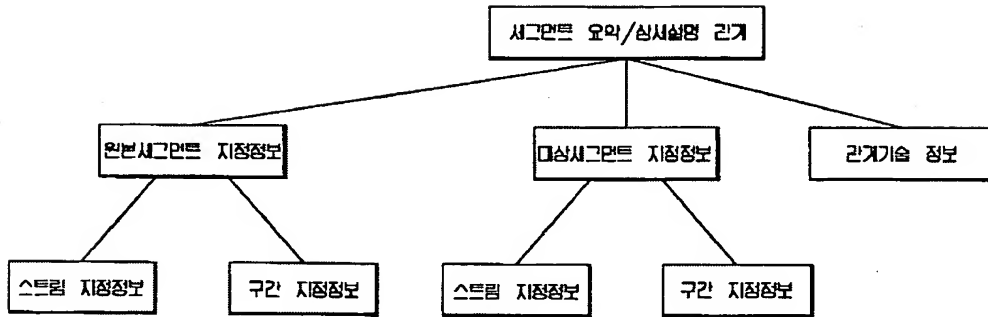 세그먼트 요약/상세설명 관계
원본세그먼트 지정정보
대상세그먼트 지정정보
관계기술 정보
스트림 지정정보
구간 지정정보
스트림 지정정보
구간 지정정보